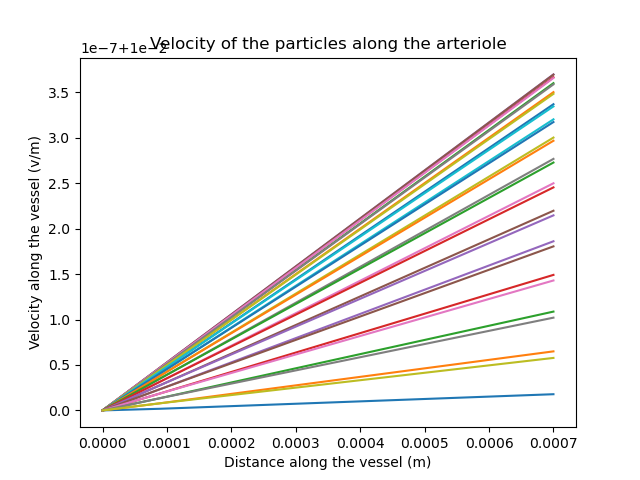 Velocity of the particles along the arteriole
1e−7+1e−2
3.5
3.0
2.5
2.0
1.5
1.0
0.5
0.0
Velocity along the vessel (v/m)
0.0000 0.0001 0.0002 0.0003 0.0004 0.0005 0.0006 0.0007
Distance along the vessel (m)